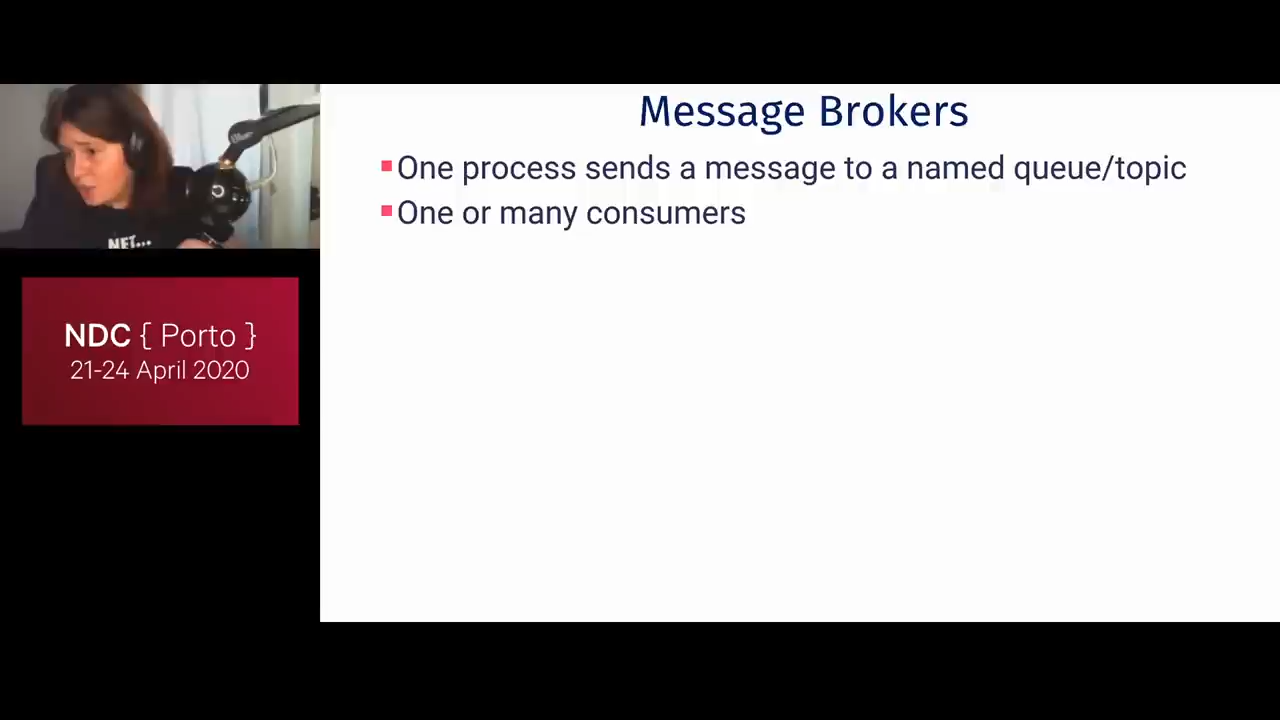 Message Brokers
One process sends a message to a named queue/topic
One or many consumers
.NET...
NDC { Porto }
21-24 April 2020